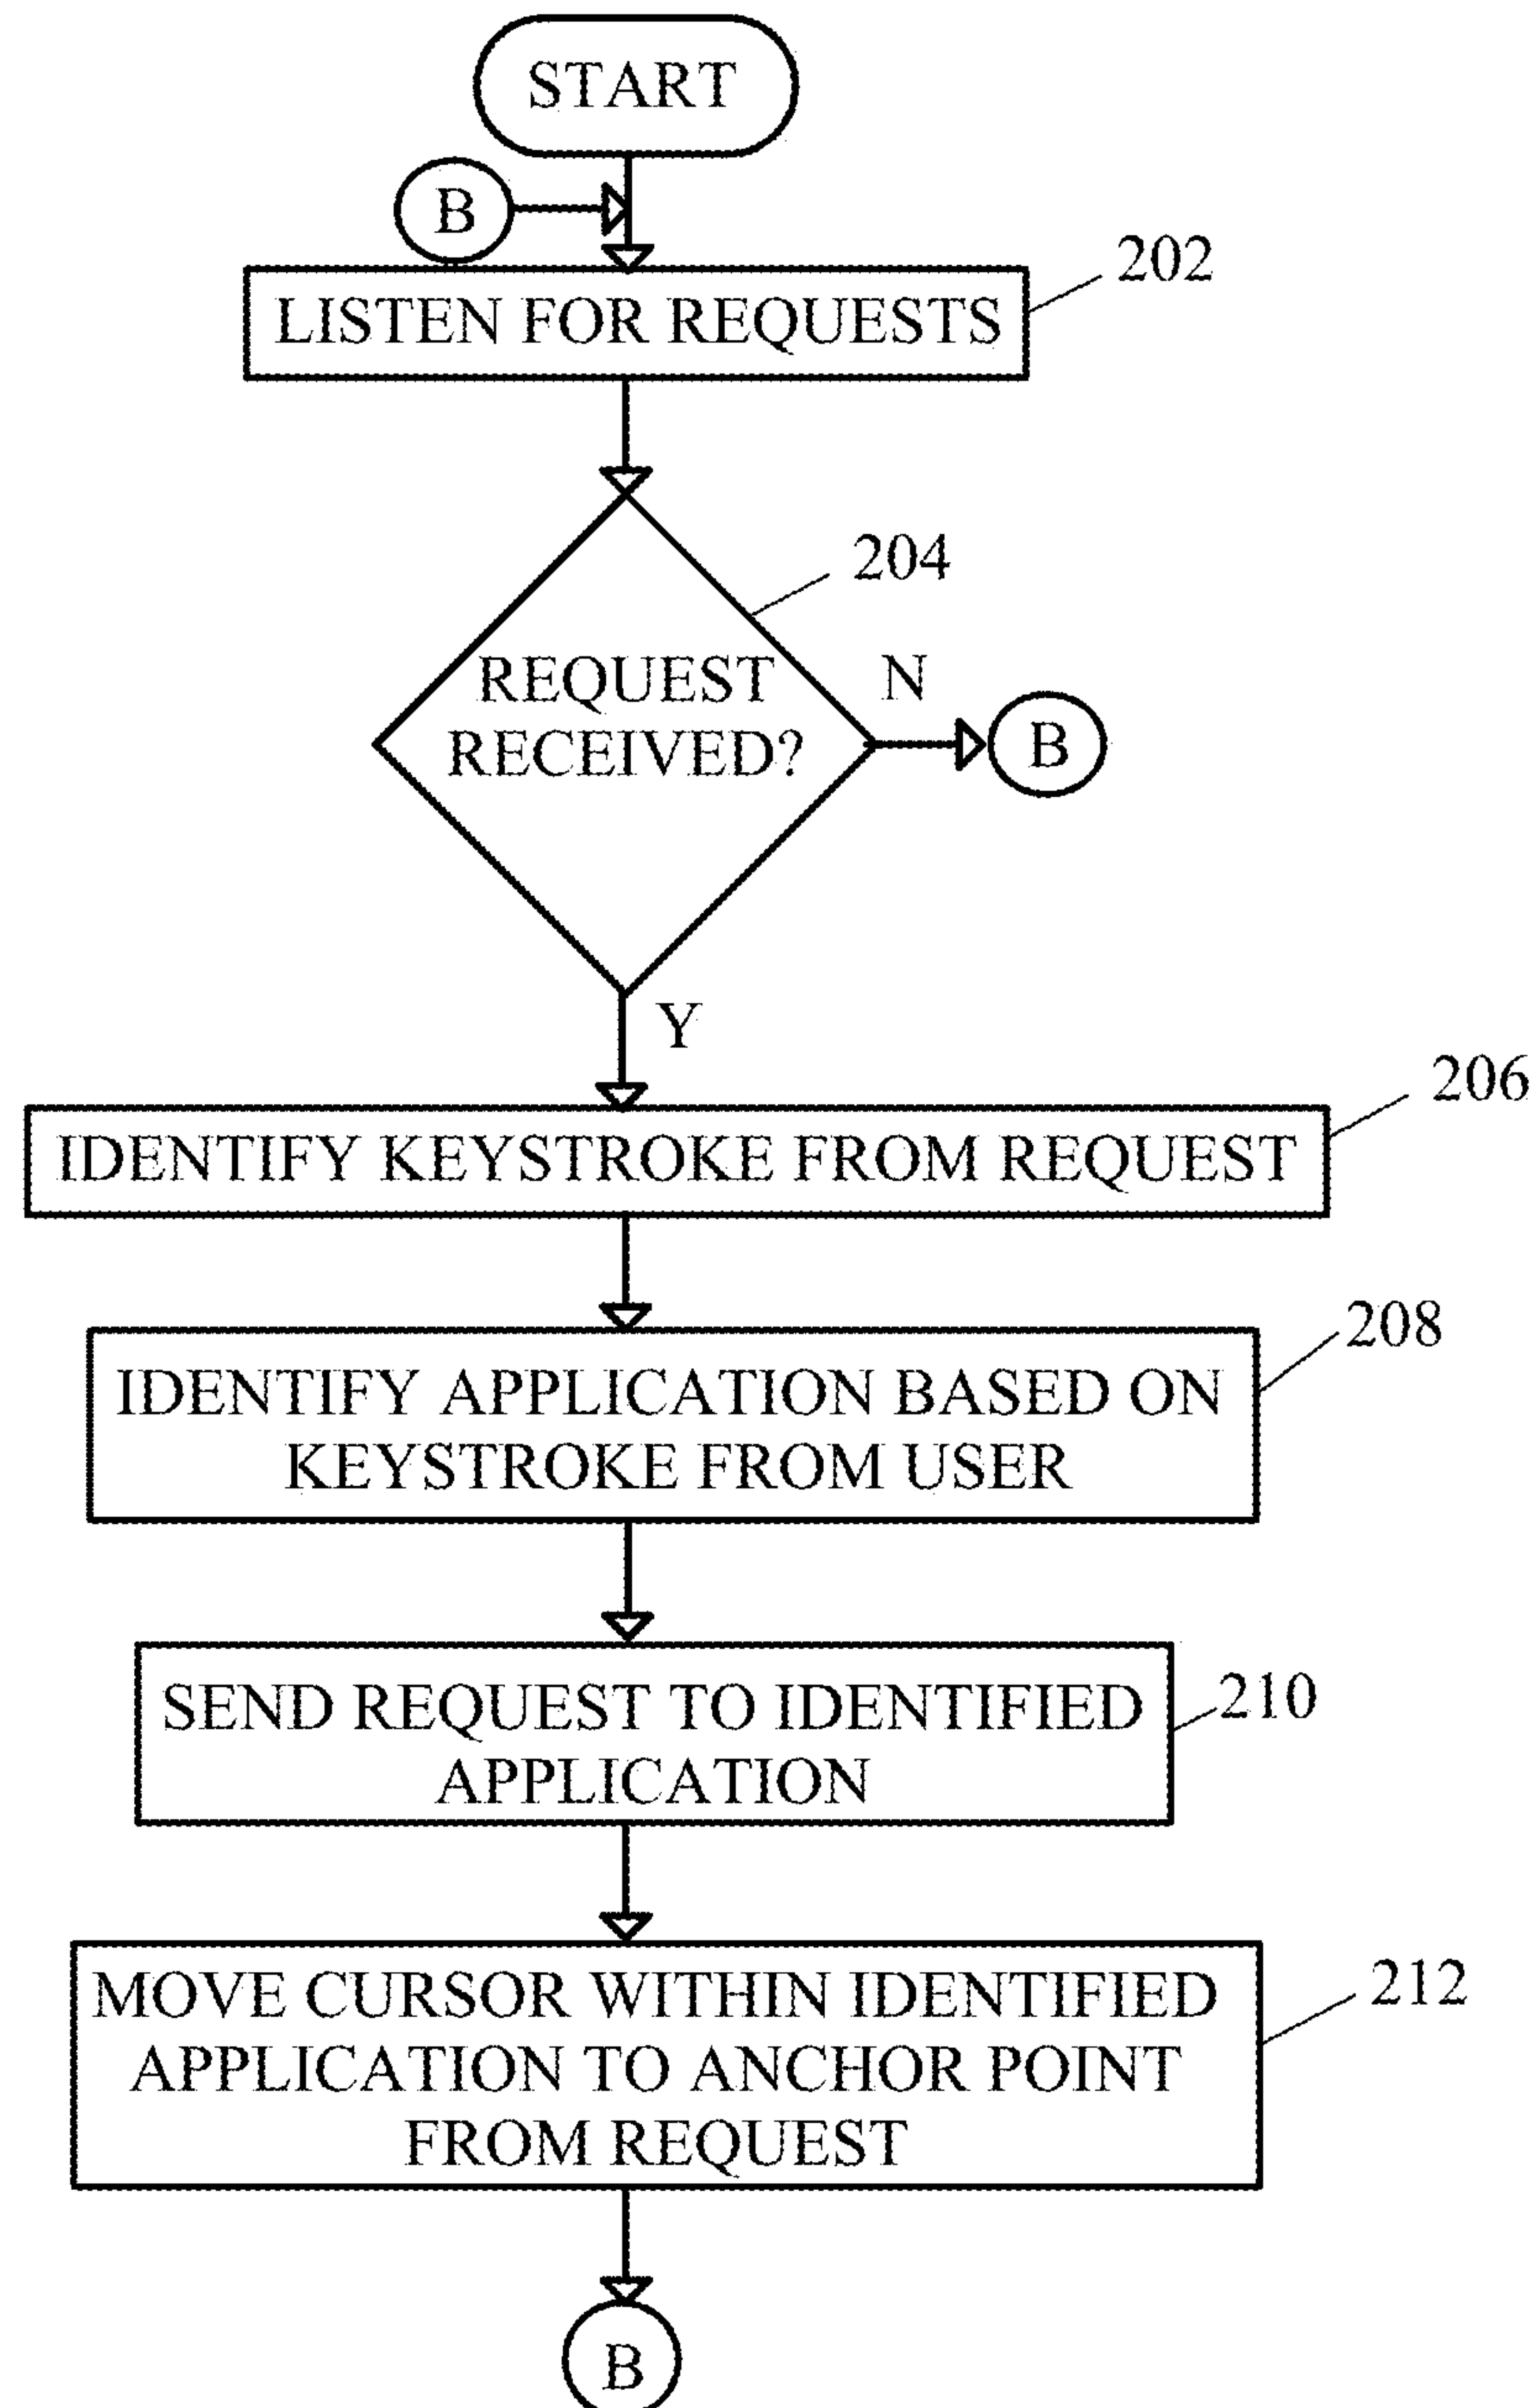 START
B
202
LISTEN FOR REQUESTS
204
REQUEST
RECEIVED?
N
B
Y
206
IDENTIFY KEYSTROKE FROM REQUEST
208
IDENTIFY APPLICATION BASED ON
KEYSTROKE FROM USER
210
SEND REQUEST TO IDENTIFIED
APPLICATION
212
MOVE CURSOR WITHIN IDENTIFIED
APPLICATION TO ANCHOR POINT
FROM REQUEST
B